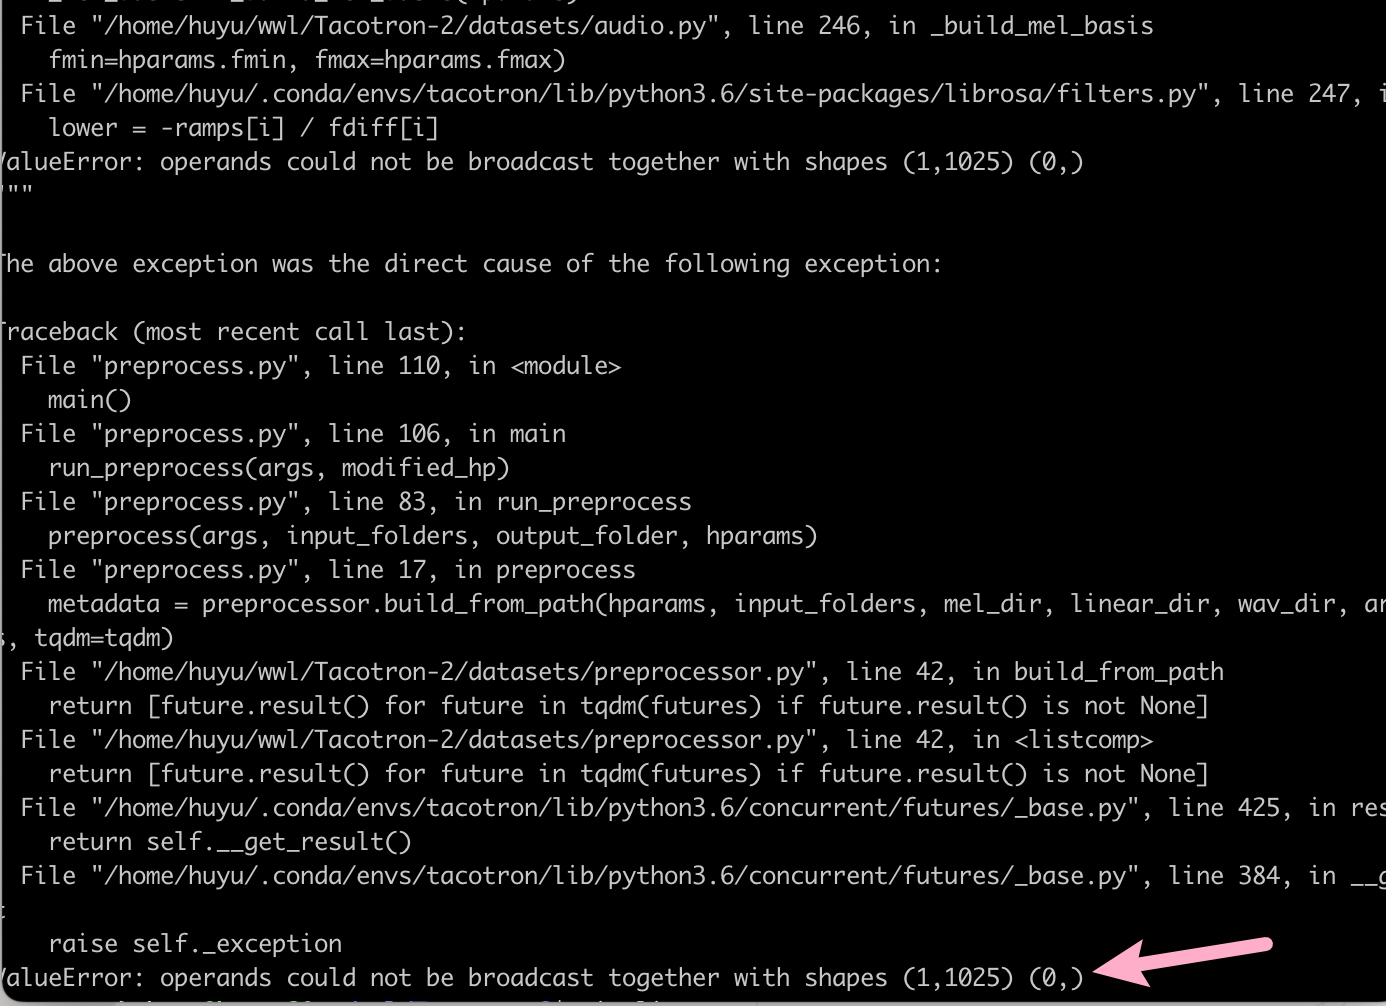 File "/home/huyu/wwl/Tacotron-2/datasets/audio.py", line 246, in _build_mel_basis
fmin=hparams.fmin, fmax=hparams.fmax)
File "/home/huyu/.conda/envs/tacotron/lib/python3.6/site-packages/librosa/filters.py", line 247, i
lower = -ramps[i] / fdiff[i]
ValueError: operands could not be broadcast together with shapes (1,1025) (0,)
"""
The above exception was the direct cause of the following exception:
Traceback (most recent call last):
File "preprocess.py", line 110, in <module>
main()
File "preprocess.py", line 106, in main
run_preprocess(args, modified_hp)
File "preprocess.py", line 83, in run_preprocess
preprocess(args, input_folders, output_folder, hparams)
File "preprocess.py", line 17, in preprocess
metadata = preprocessor.build_from_path(hparams, input_folders, mel_dir, linear_dir, wav_dir, ar
s, tqdm=tqdm)
File "/home/huyu/wwl/Tacotron-2/datasets/preprocessor.py", line 42, in build_from_path
return [future.result() for future in tqdm(futures) if future.result() is not None]
File "/home/huyu/wwl/Tacotron-2/datasets/preprocessor.py", line 42, in <listcomp>
return [future.result() for future in tqdm(futures) if future.result() is not None]
File "/home/huyu/.conda/envs/tacotron/lib/python3.6/concurrent/futures/_base.py", line 425, in res
return self.__get_result()
File "/home/huyu/.conda/envs/tacotron/lib/python3.6/concurrent/futures/_base.py", line 384, in __g
t
raise self._exception
ValueError: operands could not be broadcast together with shapes (1,1025) (0,)